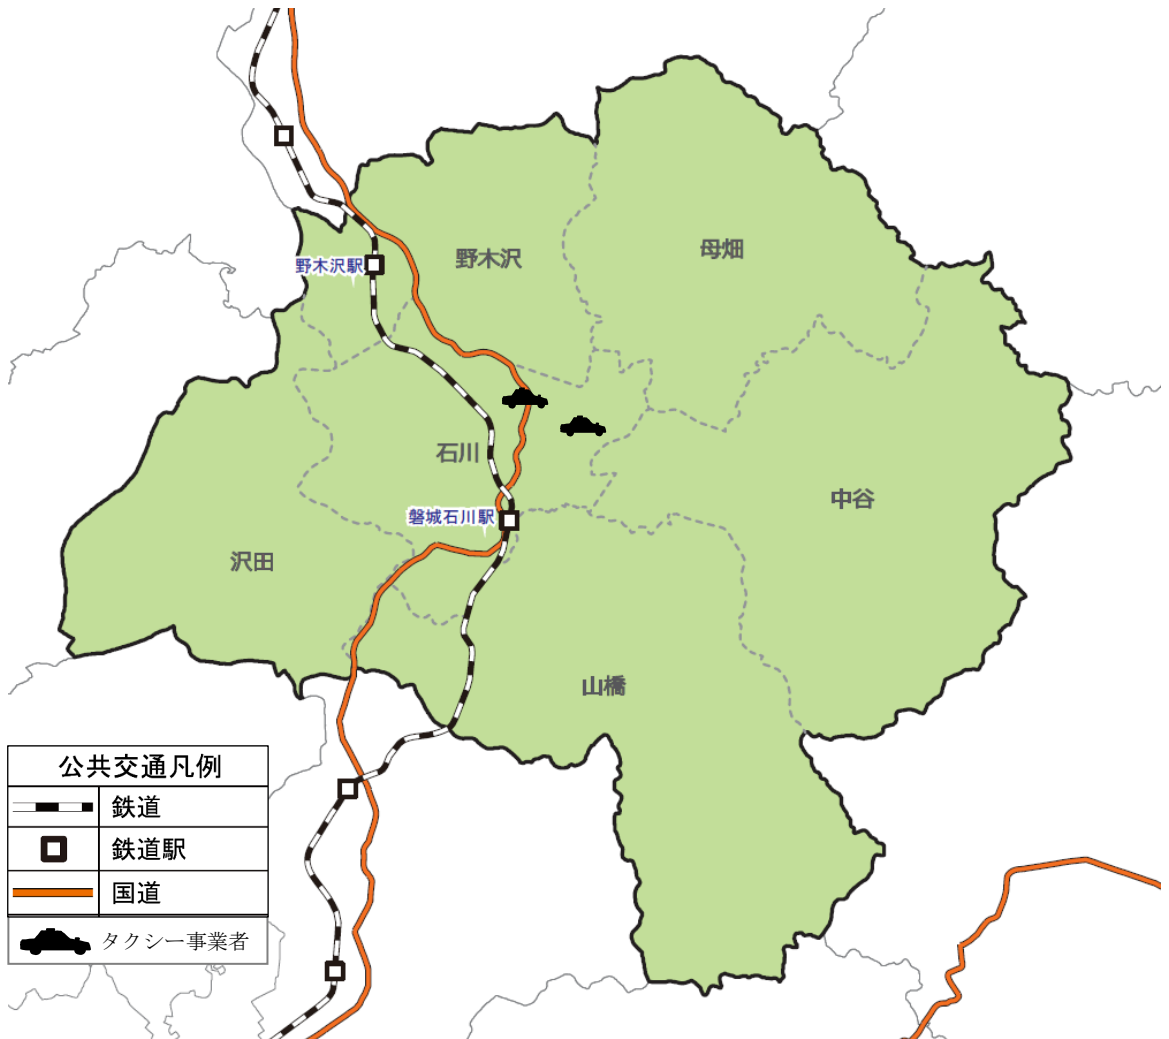 母畑
野木沢
野木沢駅
石川
中谷
磐城石川駅
沢田
山橋
公共交通凡例
鉄道
鉄道駅
国道
タクシー事業者